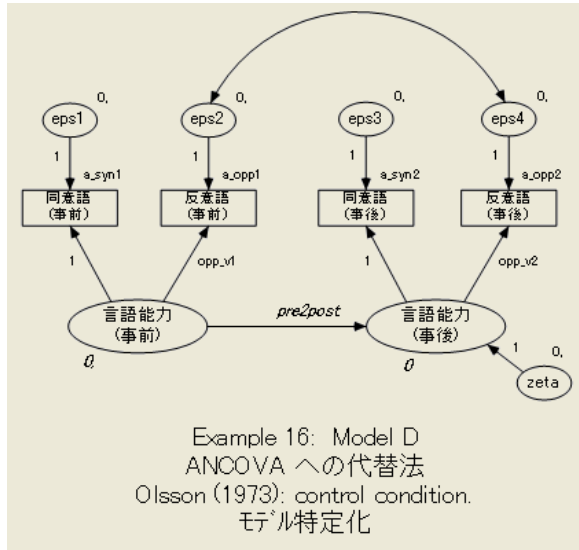 0,
0,
0,
0,
eps1
eps2
eps3
eps4
1
a_syn1
1
a_opp1
1
a_syn2
1
a_opp2
同意語
(事前)
反意語
(事前)
同意語
(事後)
反意語
(事後)
1
opp_v1
1
opp_v2
言語能力
(事前)
0,
pre2post
言語能力
(事後)
0
1
0,
zeta
Example 16: Model D
ANCOVA への代替法
Olsson (1973): control condition.
モデル特定化